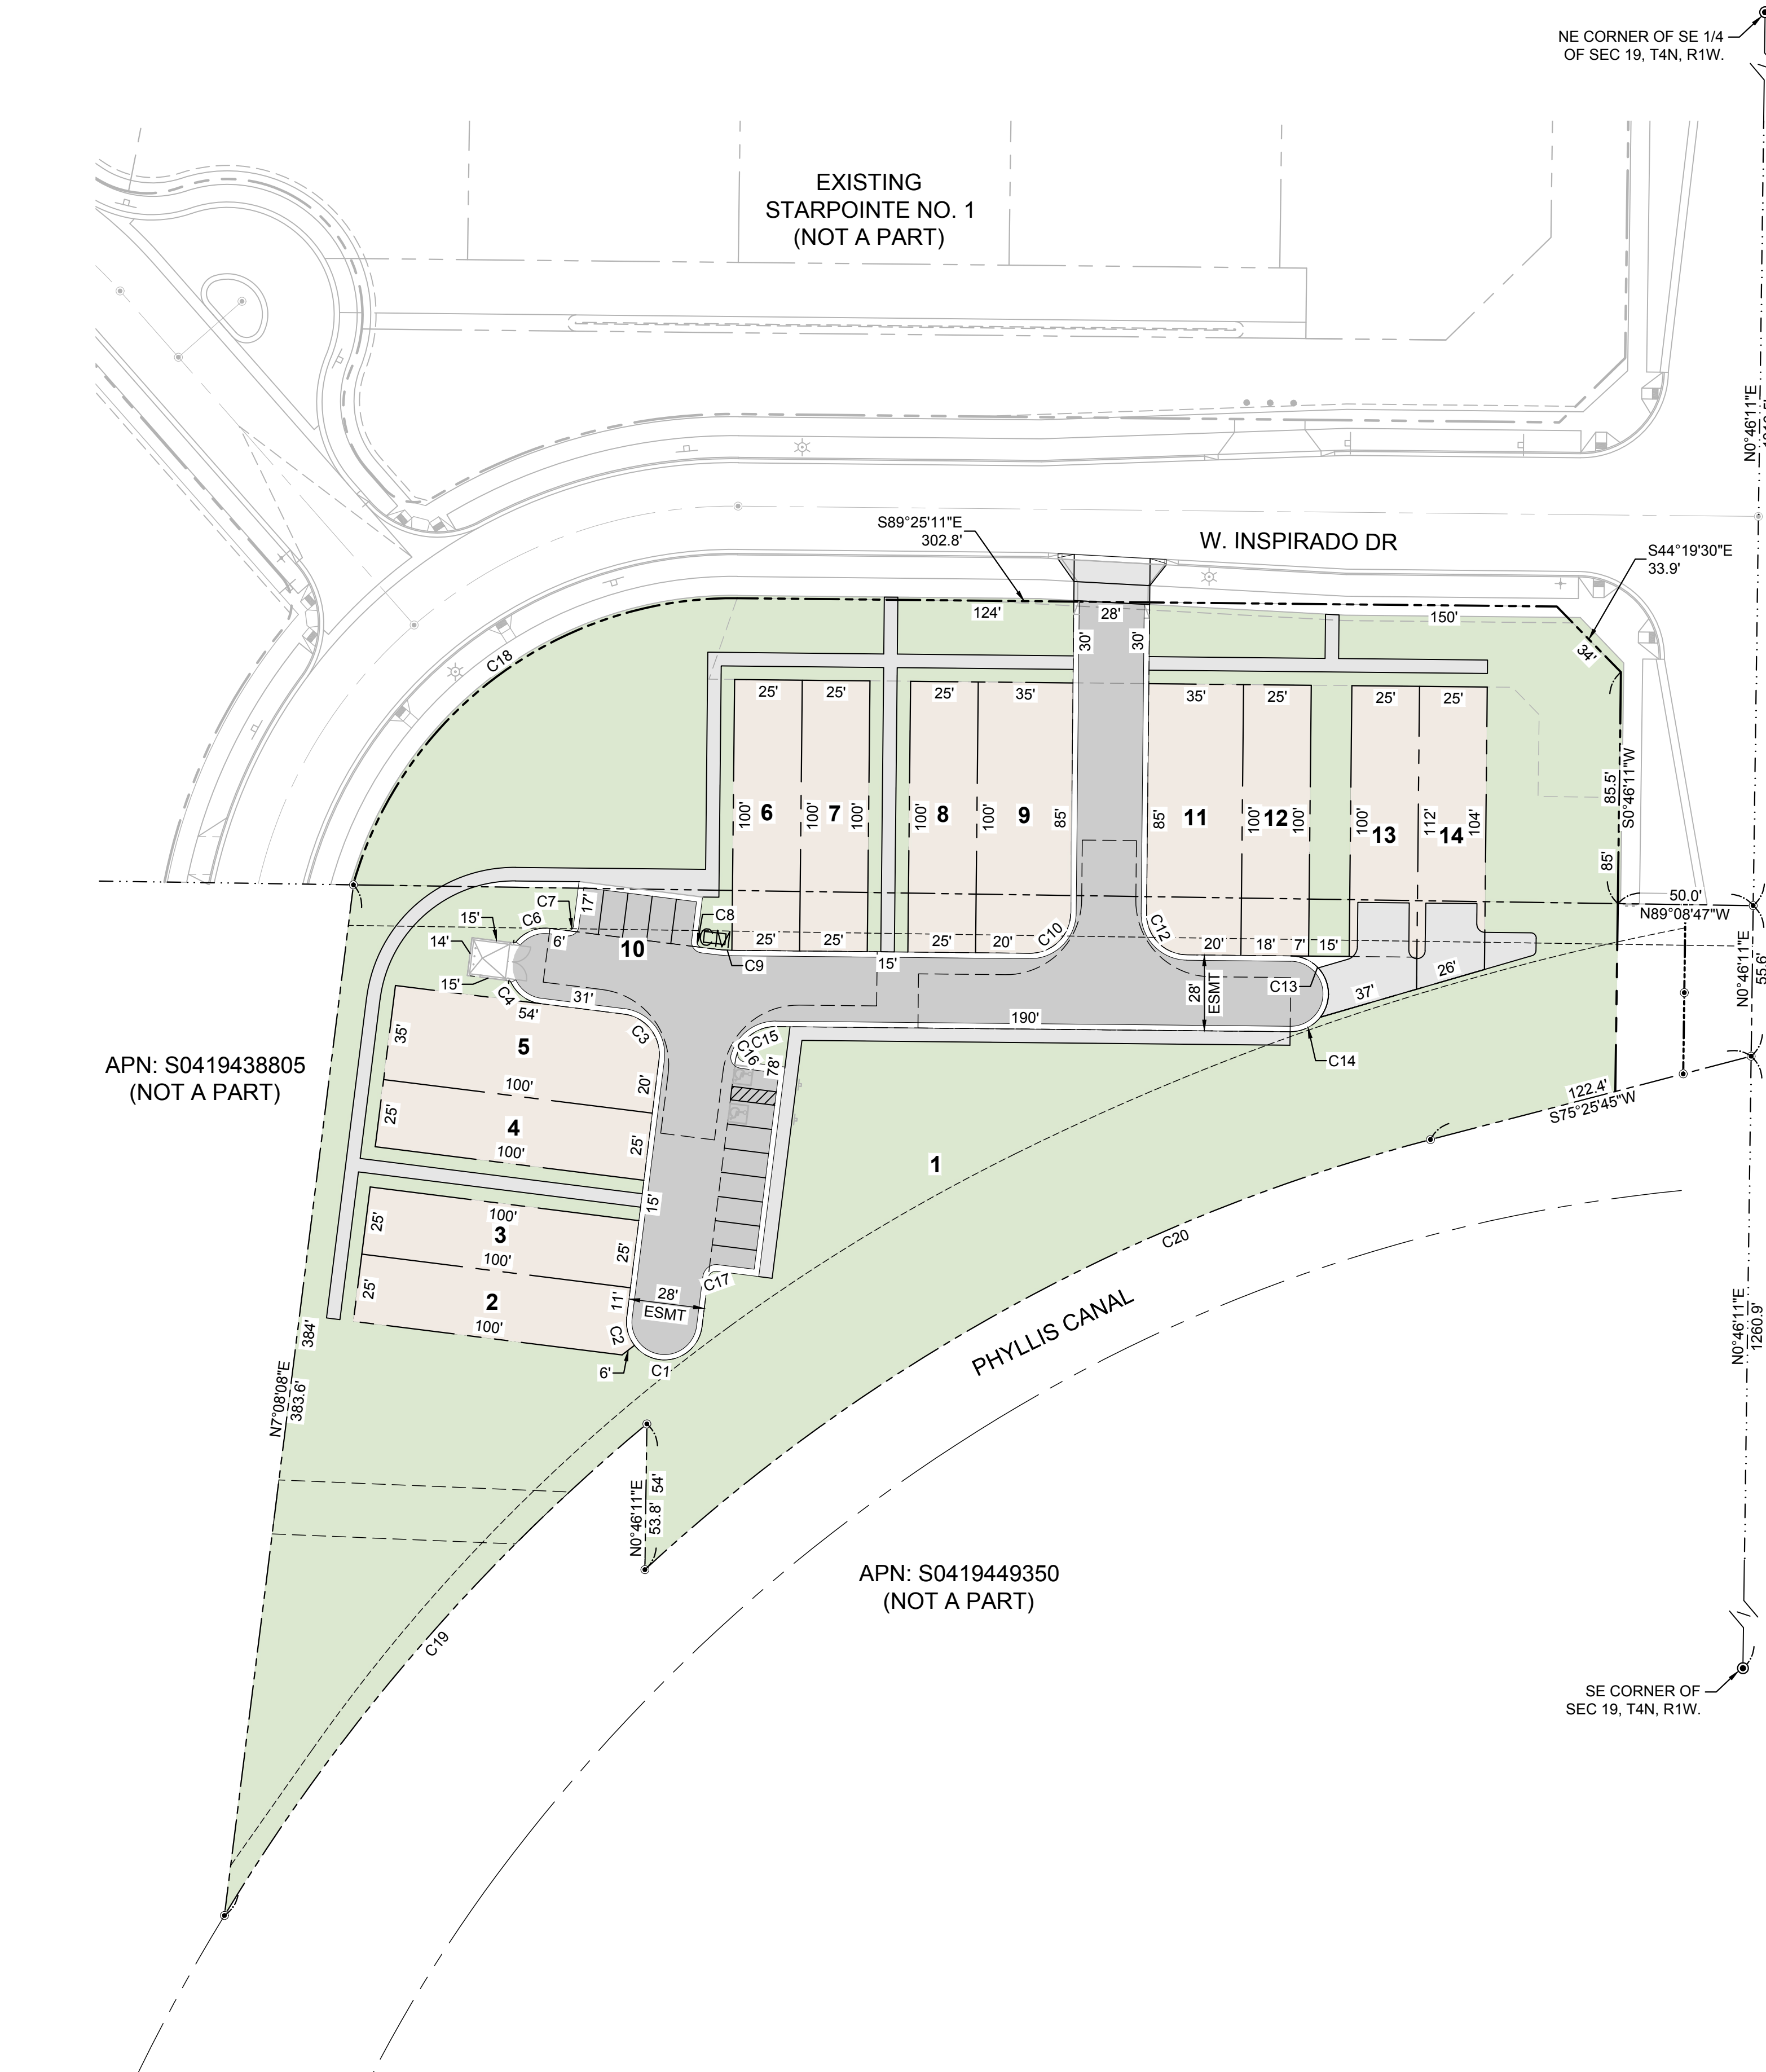 NE CORNER OF SE 1/4
OF SEC 19, T4N, R1W.
EXISTING
STARPOINTE NO. 1
(NOT A PART)
N0°46'11"E
S89°25'11"E
302.8'
W. INSPIRADO DR
S44°19'30"E
33.9'
124'
28'
150'
34'
30'
30'
C18
25'
25'
25'
35'
35'
25'
25'
25'
S0°46'11"W
85.5'
100'
6
100'
7
100'
100'
8
100'
9
85'
85'
11
100'
12
100'
100'
13
112'
14
104'
85'
50.0'
N89°08'47"W
C7
17'
C8
15'
C6
14'
6'
10
25'
25'
25'
20'
C10
C12
20'
18'
7'
15'
C9
15'
15'
C4
31'
54'
C3
28'
ESMT
C13
37'
26'
N0°46'11"E
55.6'
190'
C14
C15
C16
78'
35'
5
APN: S0419438805
(NOT A PART)
100'
20'
122.4'
S75°25'45"W
25'
4
25'
100'
1
15'
100'
25'
3
25'
100'
C20
C17
25'
2
11'
28'
ESMT
100'
C2
6'
C1
PHYLLIS CANAL
384'
N7°08'08"E
383.6'
N0°46'11"E
1260.9'
54'
N0°46'11"E
53.8'
APN: S0419449350
(NOT A PART)
C19
SE CORNER OF
SEC 19, T4N, R1W.